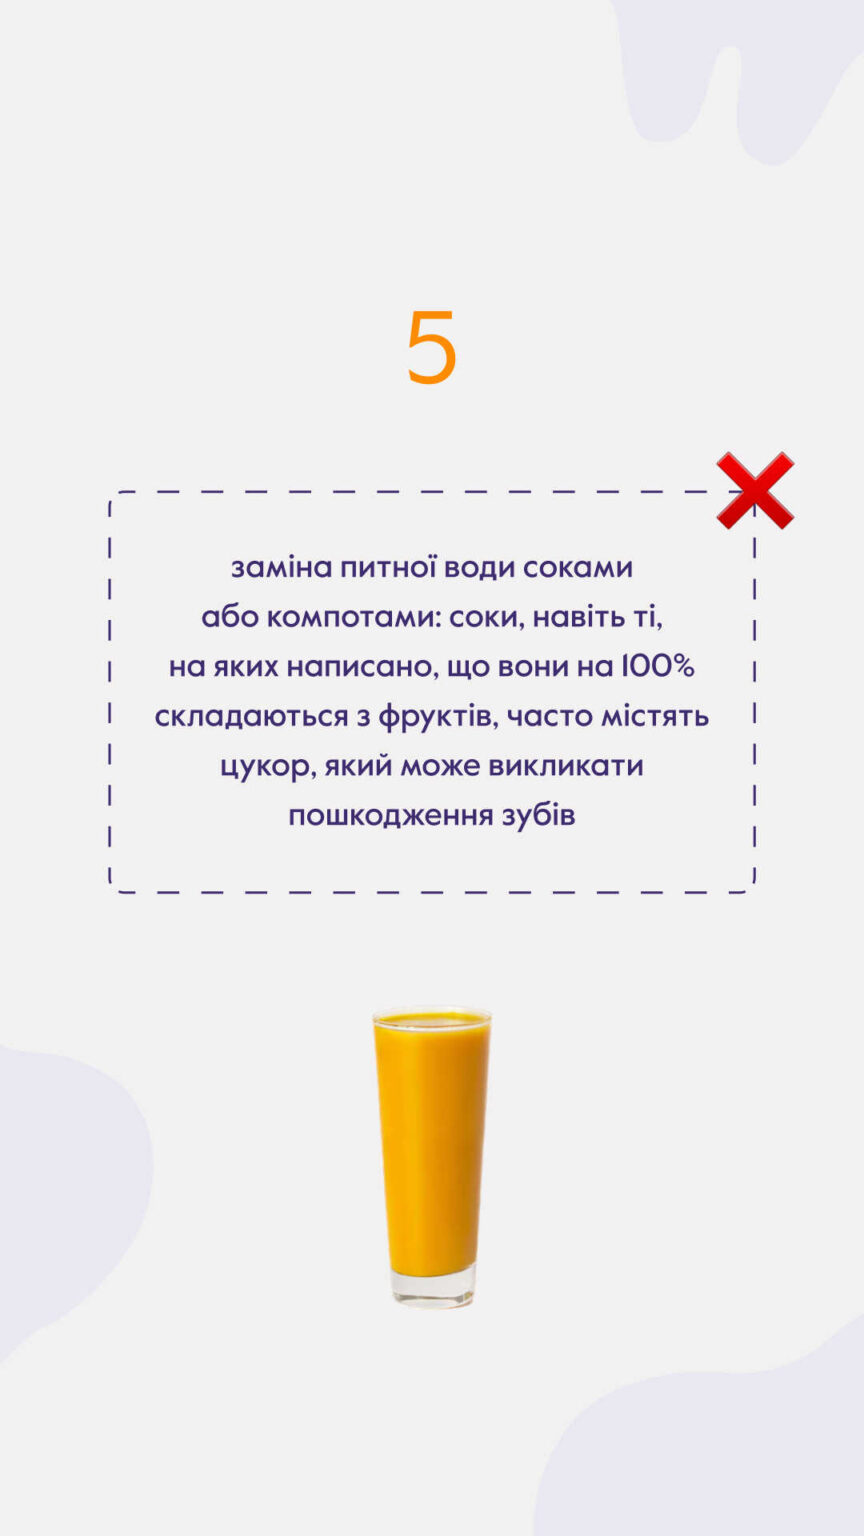 5
заміна питної води соками
або компотами: соки, навіть ті,
на яких написано, що вони на 100%
складаються з фруктів, часто містять
цукор, який може викликати
пошкодження зубів